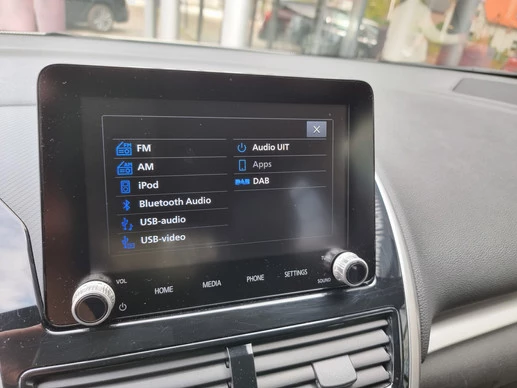 FM
AM
iPod
Bluetooth Audio
USB-audio
USB-video
Audio UIT
Apps
DAB
VOL
HOME
MEDIA
PHONE
SETTINGS
SOUND